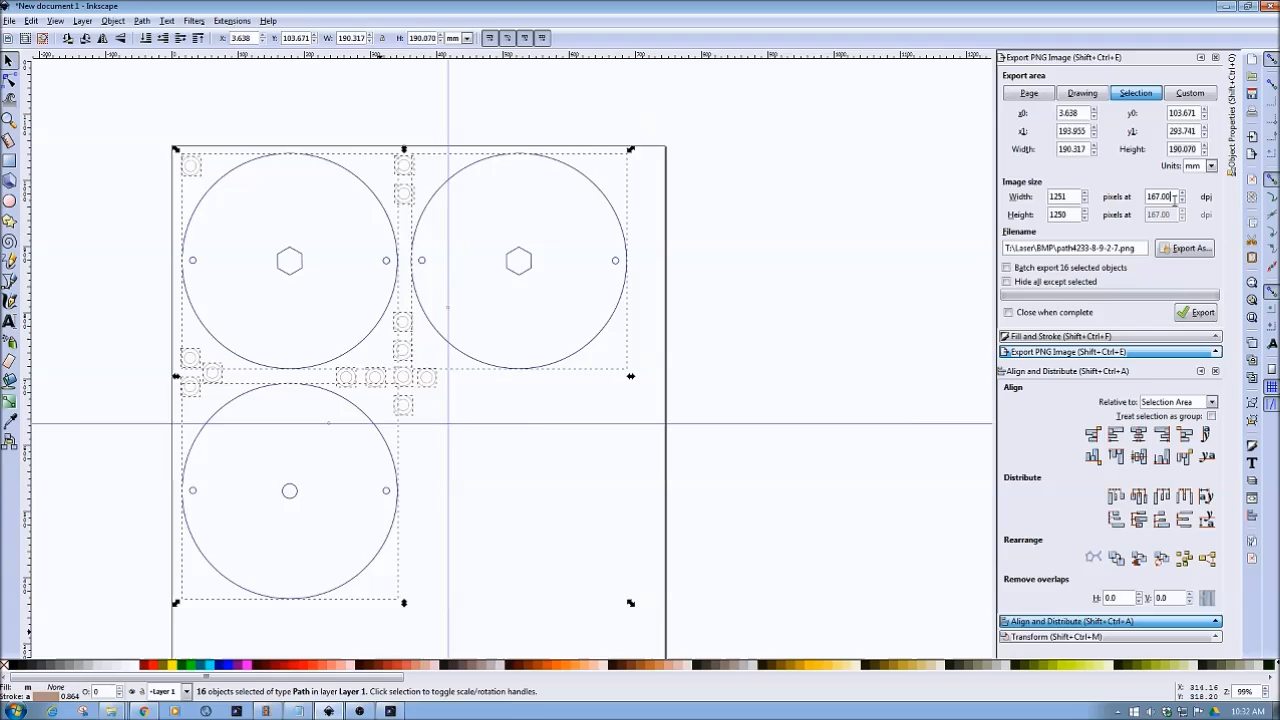 *New document 1 - Inkscape
File Edit View Layer Object Path Text Filters Extensions Help
X: 3.638 Y: 103.671 W: 190.317 H: 190.070 mm
Export PNG Image (Shift+Ctrl+E)
Export area
Page Drawing Selection Custom
x0: 3.638 y0: 103.671
x1: 193.955 y1: 293.741
Width: 190.317 Height: 190.070
Units: mm
Image size
Width: 1251 pixels at 167.00 dpi
Height: 1250 pixels at 167.00 dpi
Filename
T:\Laser\BMP\path4233-8-9-2-7.png Export As...
Batch export 16 selected objects
Hide all except selected
Close when complete Export
Fill and Stroke (Shift+Ctrl+F)
Export PNG Image (Shift+Ctrl+E)
Align and Distribute (Shift+Ctrl+A)
Align
Relative to: Selection Area
Treat selection as group:
Distribute
Rearrange
Remove overlaps
H: 0.0 V: 0.0
Align and Distribute (Shift+Ctrl+A)
Transform (Shift+Ctrl+M)
Object Properties (Shift+Ctrl+O)
Fill: m None
Stroke: a 0.864
O: 0
-Layer 1
16 objects selected of type Path in layer Layer 1. Click selection to toggle scale/rotation handles.
X: 314.16
Y: 318.20
Z: 99%
10:32 AM